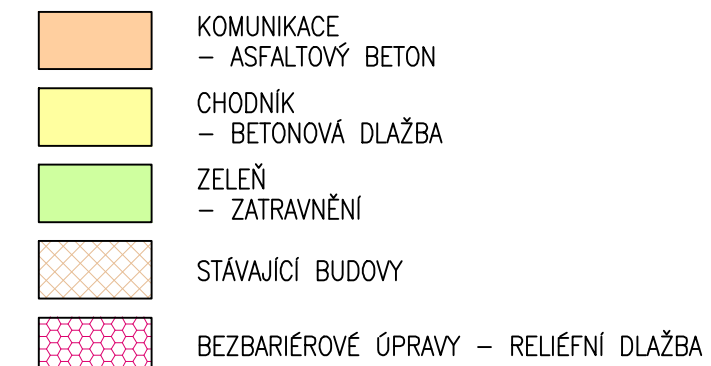 KOMUNIKACE
– ASFALTOVÝ BETON
CHODNÍK
– BETONOVÁ DLAŽBA
ZELEŇ
– ZATRAVNĚNÍ
STÁVAJÍCÍ BUDOVY
BEZBARIÉROVÉ ÚPRAVY – RELIÉFNÍ DLAŽBA